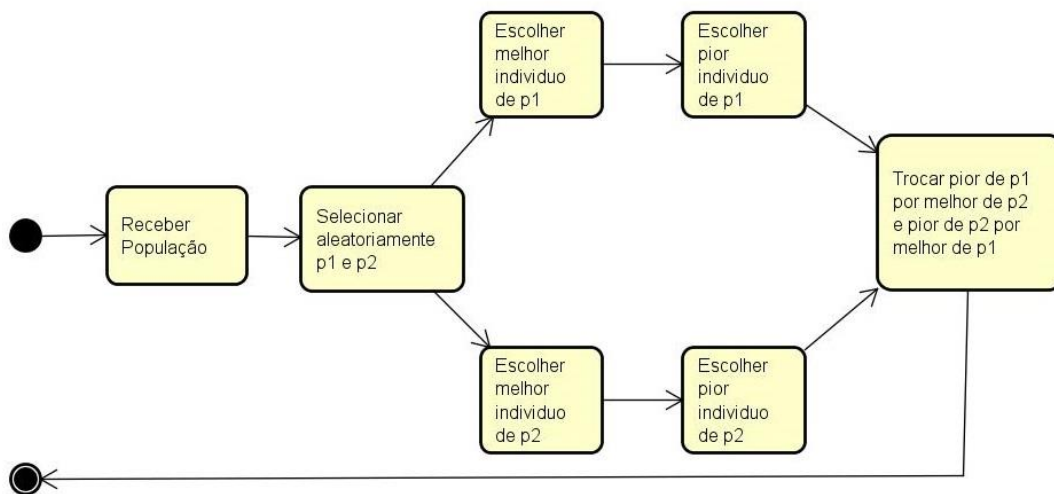 Receber
População
Selecionar
aleatoriamente
p1 e p2
Escolher
melhor
individuo
de p1
Escolher
pior
individuo
de p1
Escolher
melhor
individuo
de p2
Escolher
pior
individuo
de p2
Trocar pior de p1
por melhor de p2
e pior de p2 por
melhor de p1